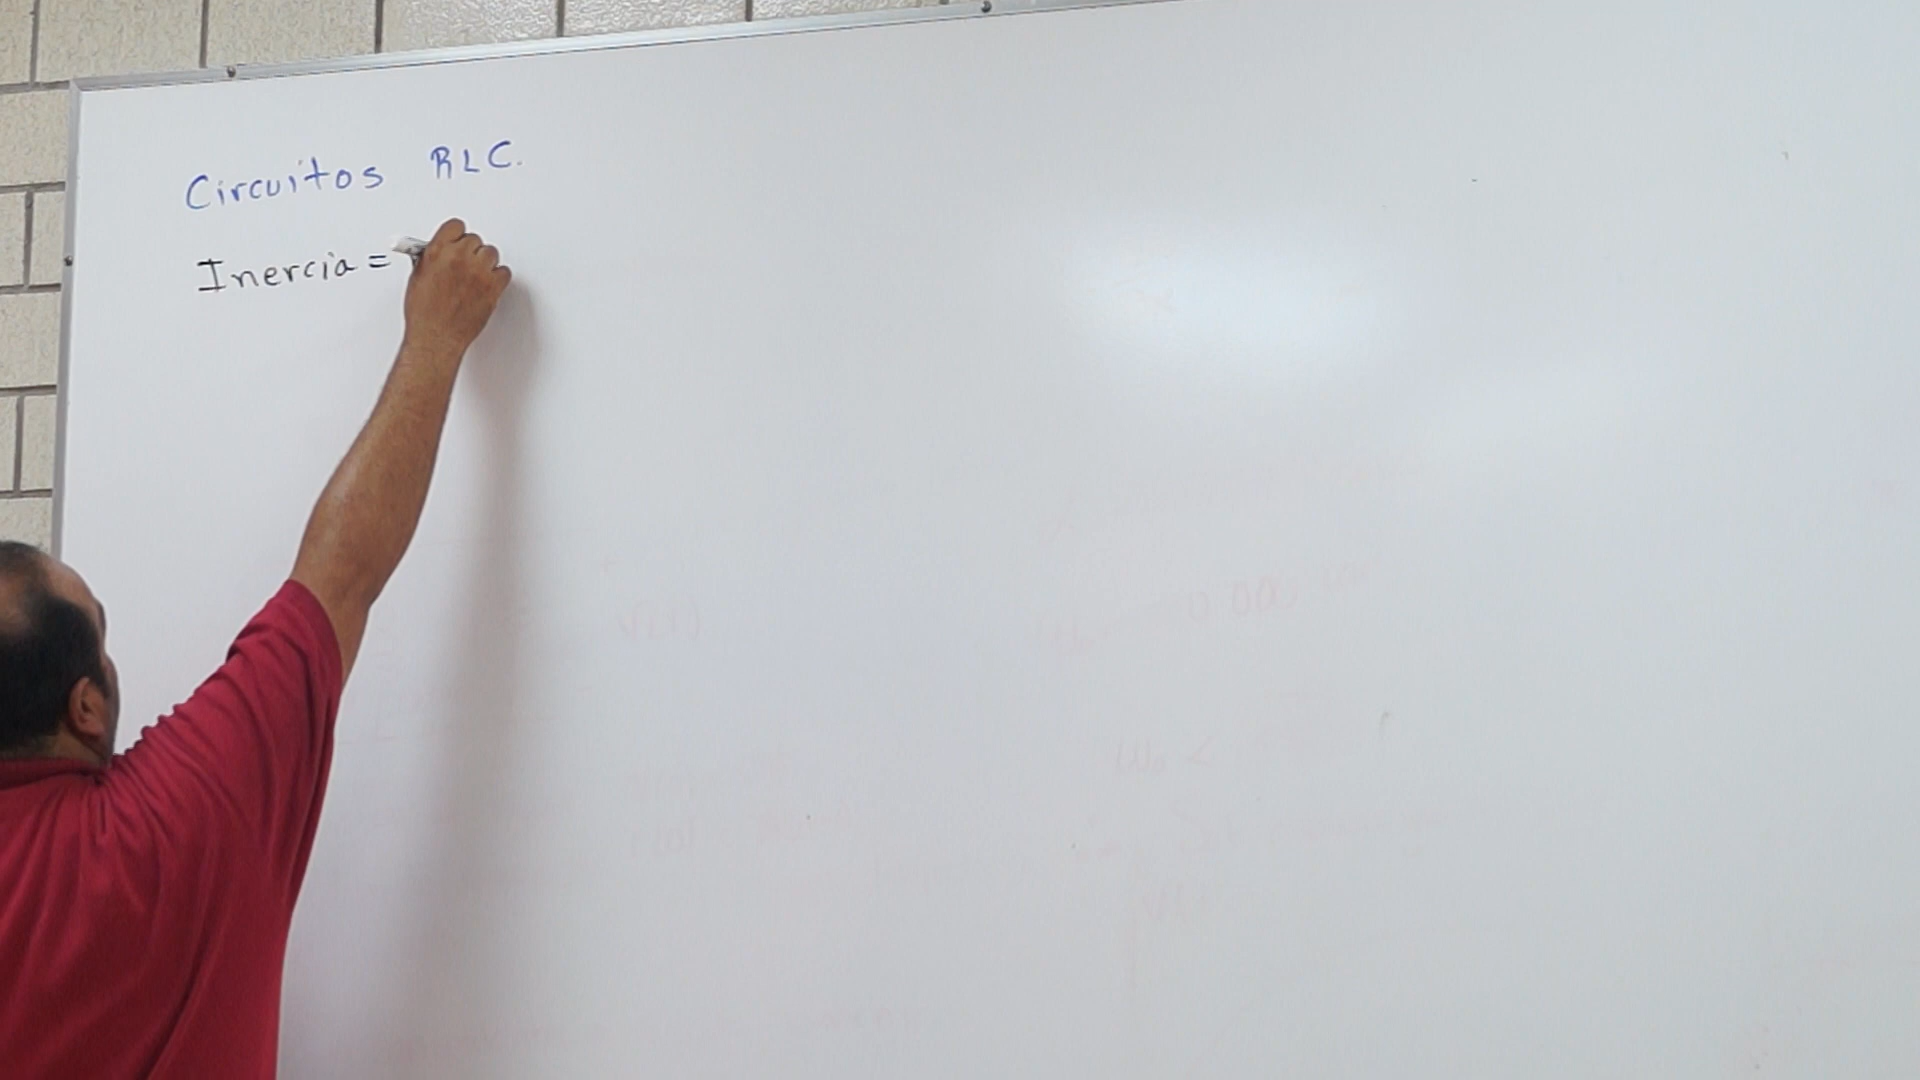 Circuitos RLC.
Inercia =